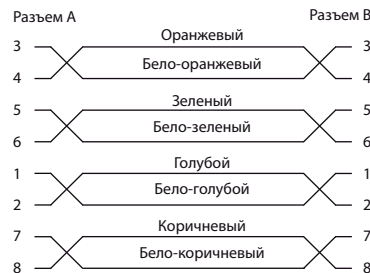 Разъем А Разъем В
Оранжевый
3 3
Бело-оранжевый
4 4
Зеленый
5 5
Бело-зеленый
6 6
Голубой
1 1
Бело-голубой
2 2
Коричневый
7 7
Бело-коричневый
8 8